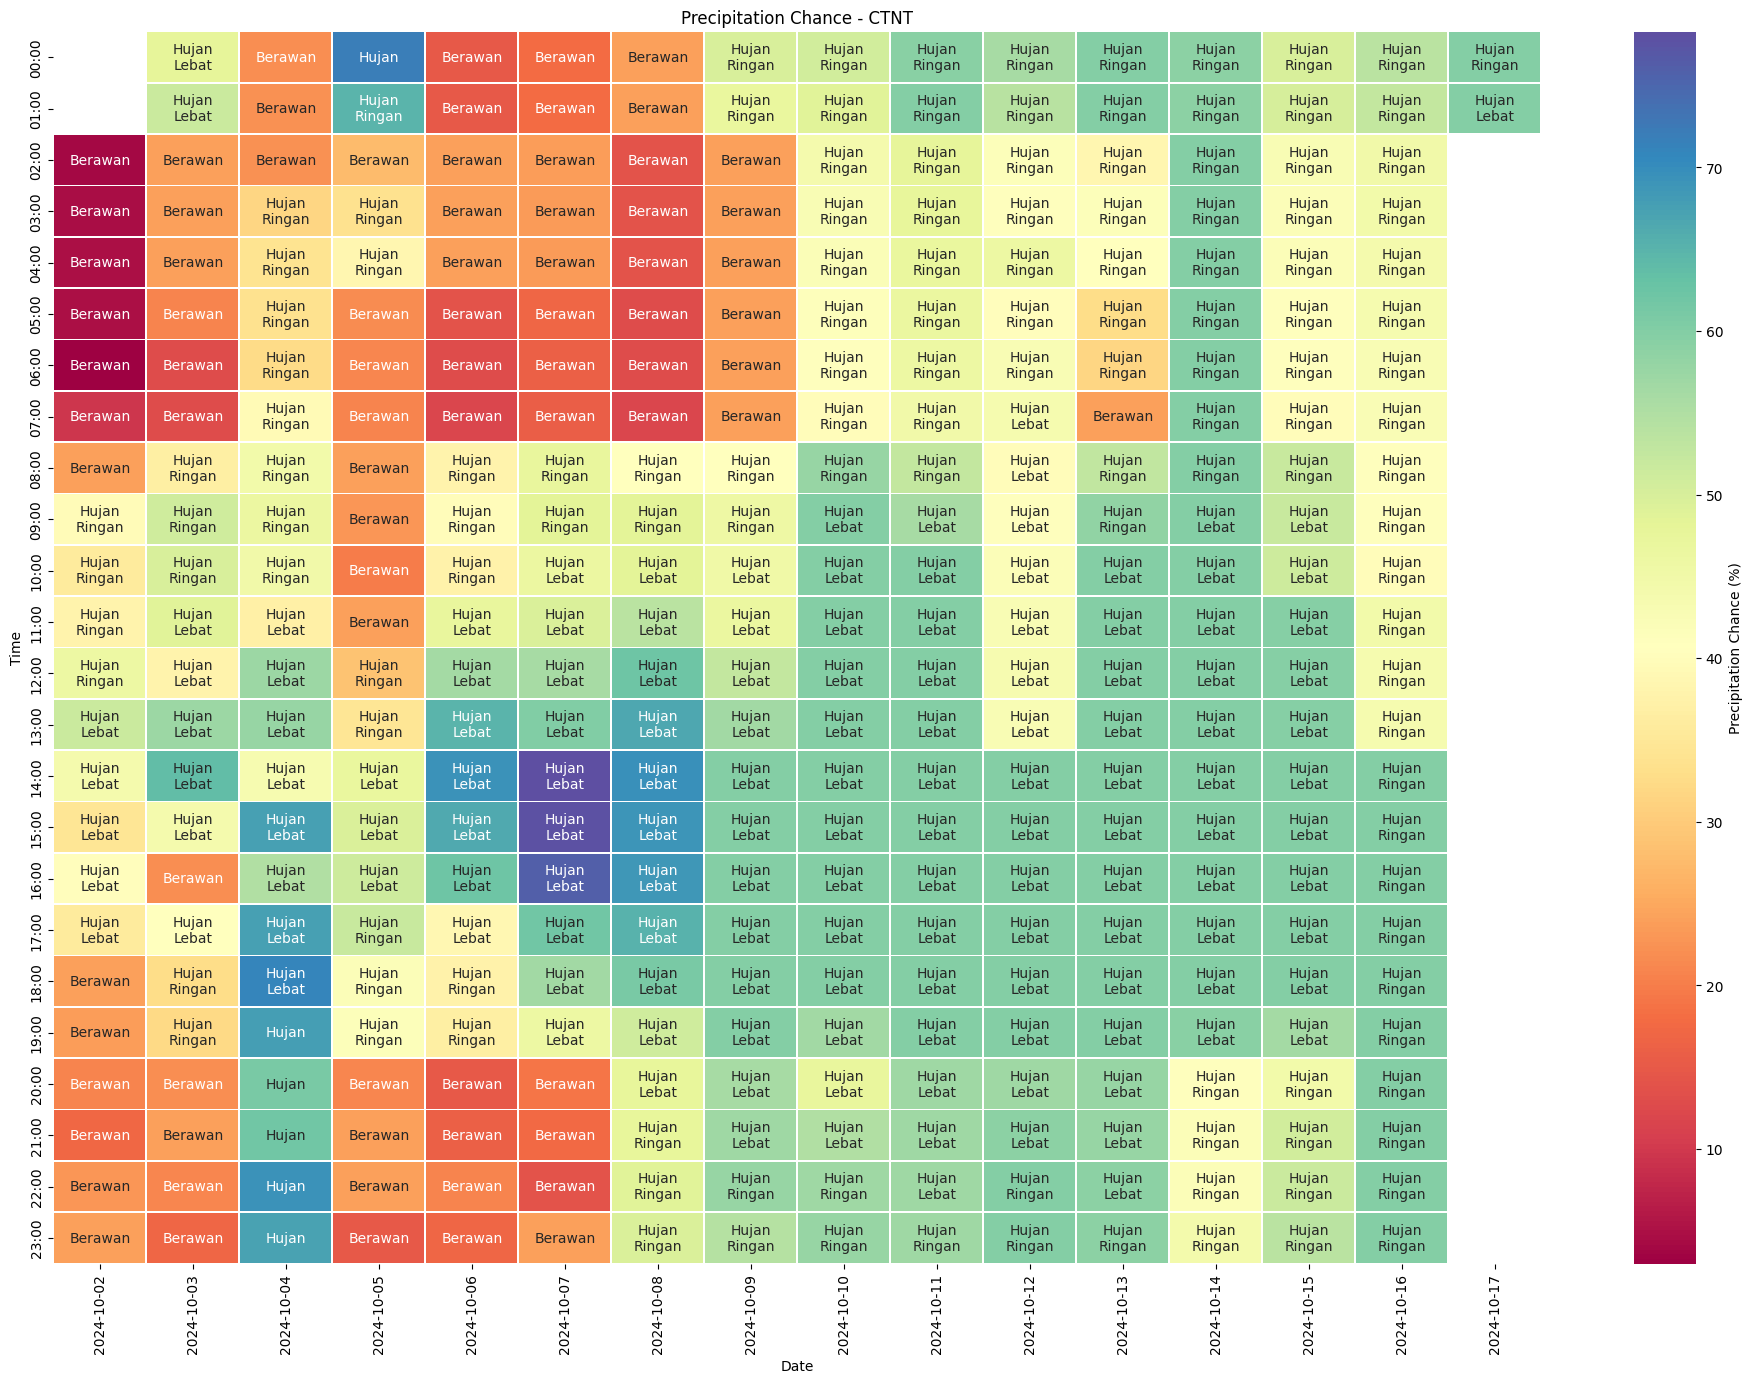 Precipitation Chance - CTNT
00:00 Hujan Lebat Berawan Hujan Berawan Berawan Berawan Hujan Ringan Hujan Ringan Hujan Ringan Hujan Ringan Hujan Ringan Hujan Ringan Hujan Ringan Hujan Ringan Hujan Ringan
01:00 Hujan Lebat Berawan Hujan Ringan Berawan Berawan Berawan Hujan Ringan Hujan Ringan Hujan Ringan Hujan Ringan Hujan Ringan Hujan Ringan Hujan Ringan Hujan Ringan Hujan Lebat
02:00 Berawan Berawan Berawan Berawan Berawan Berawan Berawan Berawan Hujan Ringan Hujan Ringan Hujan Ringan Hujan Ringan Hujan Ringan Hujan Ringan Hujan Ringan
03:00 Berawan Berawan Hujan Ringan Hujan Ringan Berawan Berawan Berawan Berawan Hujan Ringan Hujan Ringan Hujan Ringan Hujan Ringan Hujan Ringan Hujan Ringan Hujan Ringan
04:00 Berawan Berawan Hujan Ringan Hujan Ringan Berawan Berawan Berawan Berawan Hujan Ringan Hujan Ringan Hujan Ringan Hujan Ringan Hujan Ringan Hujan Ringan Hujan Ringan
05:00 Berawan Berawan Hujan Ringan Berawan Berawan Berawan Berawan Berawan Hujan Ringan Hujan Ringan Hujan Ringan Hujan Ringan Hujan Ringan Hujan Ringan Hujan Ringan
06:00 Berawan Berawan Hujan Ringan Berawan Berawan Berawan Berawan Berawan Hujan Ringan Hujan Ringan Hujan Ringan Hujan Ringan Hujan Ringan Hujan Ringan Hujan Ringan
07:00 Berawan Berawan Hujan Ringan Berawan Berawan Berawan Berawan Berawan Hujan Ringan Hujan Ringan Hujan Lebat Berawan Hujan Ringan Hujan Ringan Hujan Ringan
08:00 Berawan Hujan Ringan Hujan Ringan Berawan Hujan Ringan Hujan Ringan Hujan Ringan Hujan Ringan Hujan Ringan Hujan Ringan Hujan Lebat Hujan Ringan Hujan Ringan Hujan Ringan Hujan Ringan
09:00 Hujan Ringan Hujan Ringan Hujan Ringan Berawan Hujan Ringan Hujan Ringan Hujan Ringan Hujan Ringan Hujan Lebat Hujan Lebat Hujan Lebat Hujan Ringan Hujan Lebat Hujan Lebat Hujan Ringan
10:00 Hujan Ringan Hujan Ringan Hujan Ringan Berawan Hujan Ringan Hujan Lebat Hujan Lebat Hujan Lebat Hujan Lebat Hujan Lebat Hujan Lebat Hujan Lebat Hujan Lebat Hujan Lebat Hujan Ringan
11:00 Hujan Ringan Hujan Lebat Hujan Lebat Berawan Hujan Lebat Hujan Lebat Hujan Lebat Hujan Lebat Hujan Lebat Hujan Lebat Hujan Lebat Hujan Lebat Hujan Lebat Hujan Lebat Hujan Ringan
12:00 Hujan Ringan Hujan Lebat Hujan Lebat Hujan Ringan Hujan Lebat Hujan Lebat Hujan Lebat Hujan Lebat Hujan Lebat Hujan Lebat Hujan Lebat Hujan Lebat Hujan Lebat Hujan Lebat Hujan Ringan
13:00 Hujan Lebat Hujan Lebat Hujan Lebat Hujan Ringan Hujan Lebat Hujan Lebat Hujan Lebat Hujan Lebat Hujan Lebat Hujan Lebat Hujan Lebat Hujan Lebat Hujan Lebat Hujan Lebat Hujan Ringan
14:00 Hujan Lebat Hujan Lebat Hujan Lebat Hujan Lebat Hujan Lebat Hujan Lebat Hujan Lebat Hujan Lebat Hujan Lebat Hujan Lebat Hujan Lebat Hujan Lebat Hujan Lebat Hujan Lebat Hujan Ringan
15:00 Hujan Lebat Hujan Lebat Hujan Lebat Hujan Lebat Hujan Lebat Hujan Lebat Hujan Lebat Hujan Lebat Hujan Lebat Hujan Lebat Hujan Lebat Hujan Lebat Hujan Lebat Hujan Lebat Hujan Ringan
16:00 Hujan Lebat Berawan Hujan Lebat Hujan Lebat Hujan Lebat Hujan Lebat Hujan Lebat Hujan Lebat Hujan Lebat Hujan Lebat Hujan Lebat Hujan Lebat Hujan Lebat Hujan Lebat Hujan Ringan
17:00 Hujan Lebat Hujan Lebat Hujan Lebat Hujan Ringan Hujan Lebat Hujan Lebat Hujan Lebat Hujan Lebat Hujan Lebat Hujan Lebat Hujan Lebat Hujan Lebat Hujan Lebat Hujan Lebat Hujan Ringan
18:00 Berawan Hujan Ringan Hujan Lebat Hujan Ringan Hujan Ringan Hujan Lebat Hujan Lebat Hujan Lebat Hujan Lebat Hujan Lebat Hujan Lebat Hujan Lebat Hujan Lebat Hujan Lebat Hujan Ringan
19:00 Berawan Hujan Ringan Hujan Hujan Ringan Hujan Ringan Hujan Lebat Hujan Lebat Hujan Lebat Hujan Lebat Hujan Lebat Hujan Lebat Hujan Lebat Hujan Lebat Hujan Lebat Hujan Ringan
20:00 Berawan Berawan Hujan Berawan Berawan Berawan Hujan Lebat Hujan Lebat Hujan Lebat Hujan Lebat Hujan Lebat Hujan Lebat Hujan Ringan Hujan Ringan Hujan Ringan
21:00 Berawan Berawan Hujan Berawan Berawan Berawan Hujan Ringan Hujan Lebat Hujan Lebat Hujan Lebat Hujan Lebat Hujan Lebat Hujan Ringan Hujan Ringan Hujan Ringan
22:00 Berawan Berawan Hujan Berawan Berawan Berawan Hujan Ringan Hujan Ringan Hujan Ringan Hujan Lebat Hujan Ringan Hujan Lebat Hujan Ringan Hujan Ringan Hujan Ringan
23:00 Berawan Berawan Hujan Berawan Berawan Berawan Hujan Ringan Hujan Ringan Hujan Ringan Hujan Ringan Hujan Ringan Hujan Ringan Hujan Ringan Hujan Ringan Hujan Ringan
Time
2024-10-02 2024-10-03 2024-10-04 2024-10-05 2024-10-06 2024-10-07 2024-10-08 2024-10-09 2024-10-10 2024-10-11 2024-10-12 2024-10-13 2024-10-14 2024-10-15 2024-10-16 2024-10-17
Date
70
60
50
40
30
20
10
Precipitation Chance (%)